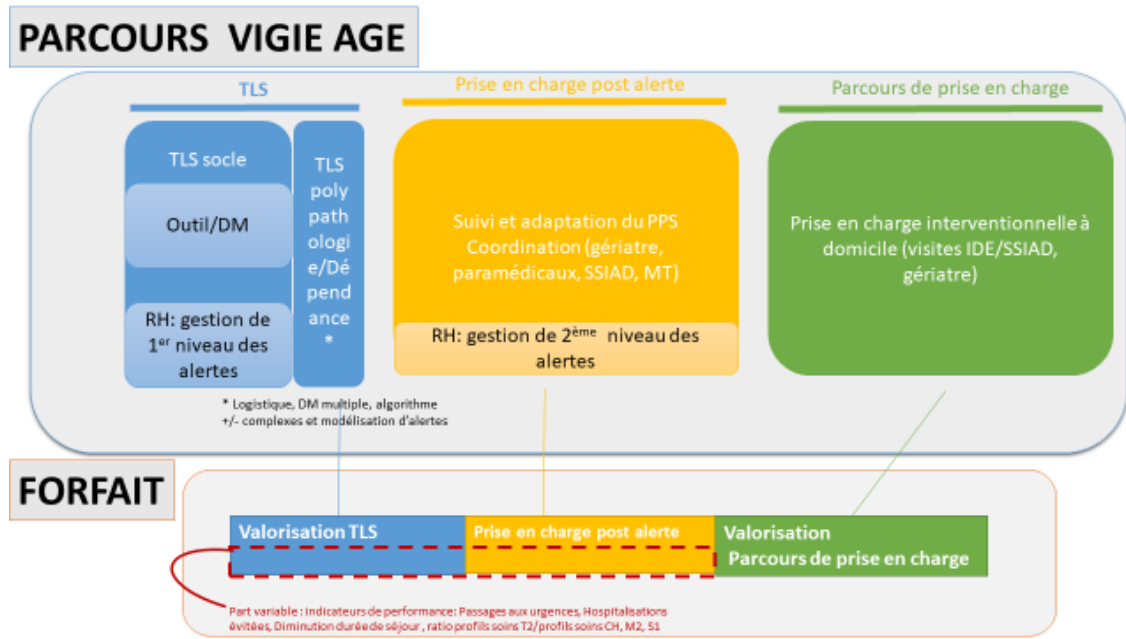 PARCOURS VIGIE AGE
TLS
Prise en charge post alerte
Parcours de prise en charge
TLS socle
Outil/DM
RH: gestion de
1er niveau des
alertes
TLS
poly
path
ologi
e/Dé
pend
ance
*
Suivi et adaptation du PPS
Coordination (gériatre,
paramédicaux, SSIAD, MT)
RH: gestion de 2ème niveau des
alertes
Prise en charge interventionnelle à
domicile (visites IDE/SSIAD,
gériatre)
* Logistique, DM multiple, algorithme
+/- complexes et modélisation d'alertes
FORFAIT
Valorisation TLS
Prise en charge post alerte
Valorisation
Parcours de prise en charge
Part variable : indicateurs de performance: Passages aux urgences, Hospitalisations
évitées, Diminution durée de séjour, ratio profils soins T2/profils soins CH, M2, S1